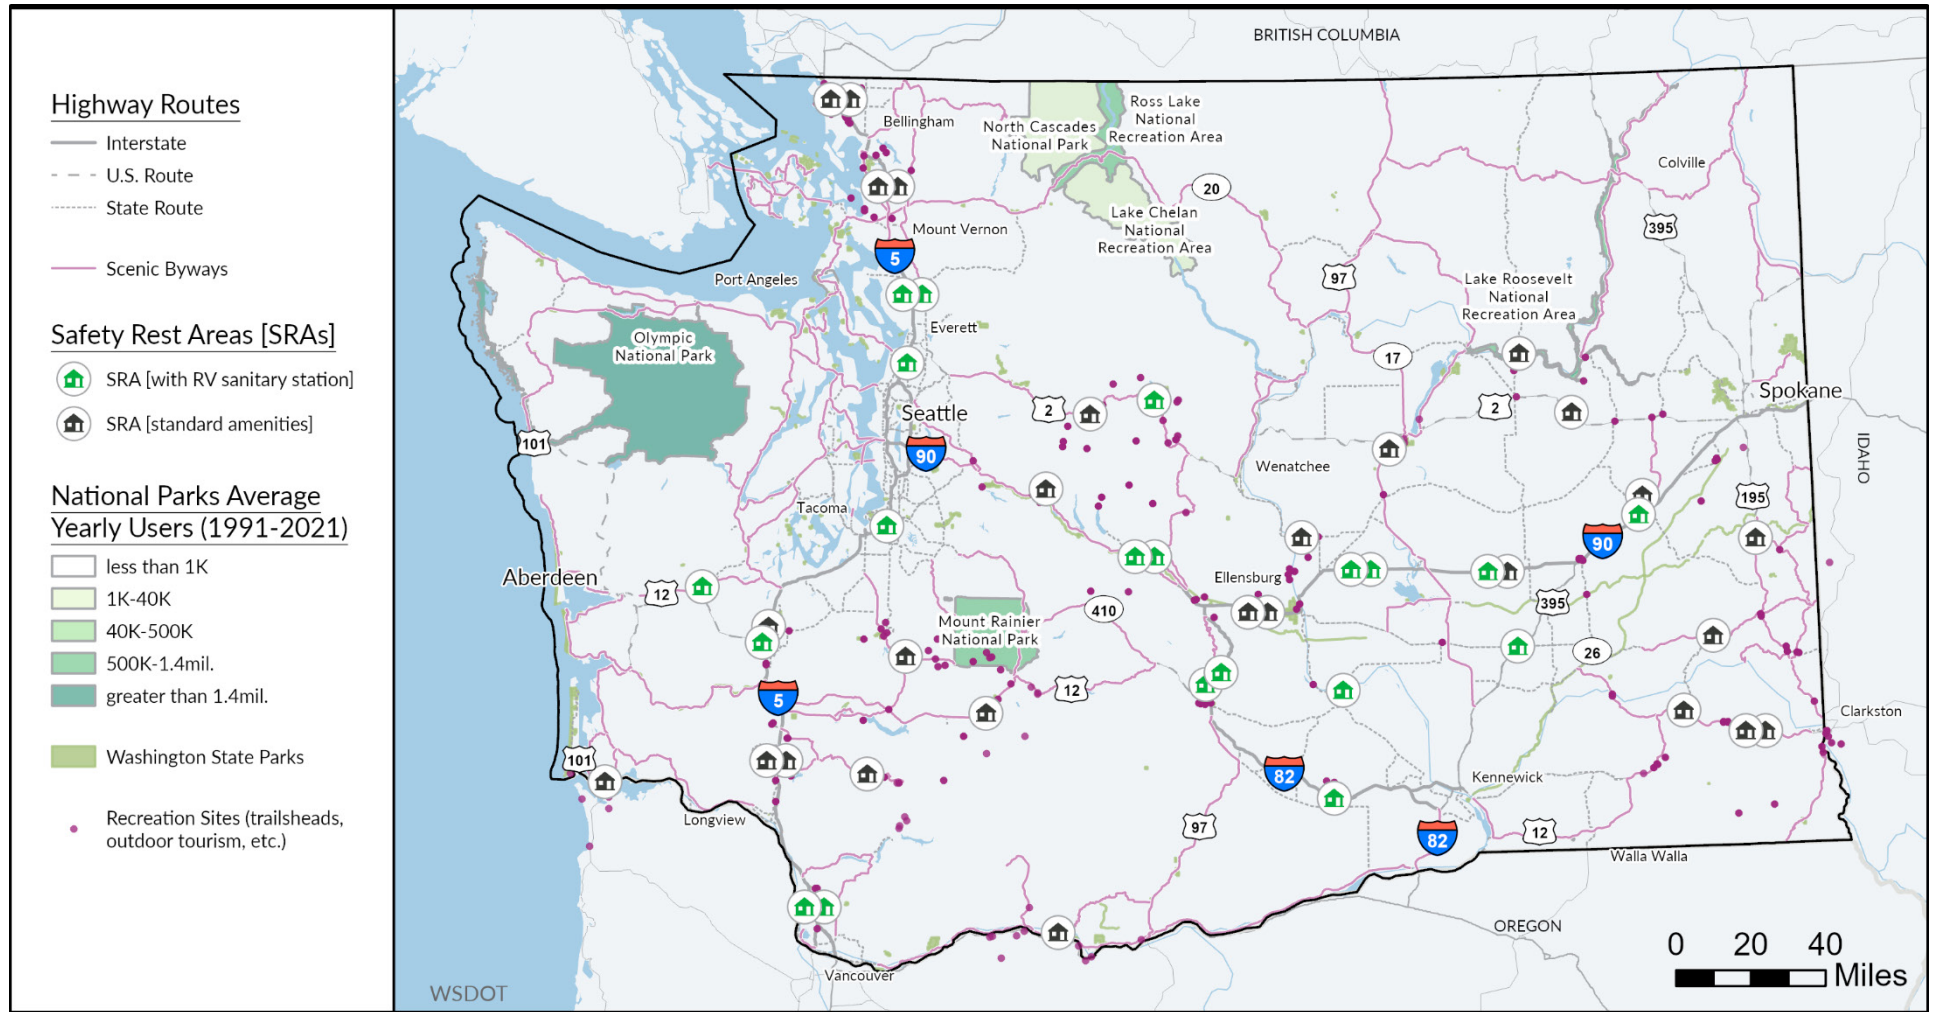 Highway Routes
Interstate
U.S. Route
State Route
Scenic Byways
Safety Rest Areas [SRAs]
SRA [with RV sanitary station]
SRA [standard amenities]
National Parks Average
Yearly Users (1991-2021)
less than 1K
1K-40K
40K-500K
500K-1.4mil.
greater than 1.4mil.
Washington State Parks
Recreation Sites (trailsheads,
outdoor tourism, etc.)
BRITISH COLUMBIA
Bellingham
North Cascades
National Park
Ross Lake
National
Recreation Area
Colville
20
Lake Chelan
National
Recreation Area
395
Mount Vernon
5
Port Angeles
97
Lake Roosevelt
National
Recreation Area
Everett
Olympic
National Park
17
Spokane
2
2
Seattle
101
90
Wenatchee
IDAHO
195
Tacoma
90
Aberdeen
12
Ellensburg
410
395
Mount Rainier
National Park
26
12
5
Clarkston
101
82
Kennewick
Longview
97
82
12
Walla Walla
OREGON
Vancouver
WSDOT
0 20 40
Miles